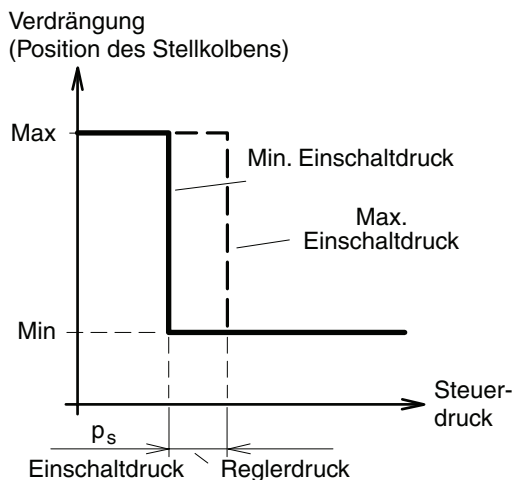 Verdrängung
(Position des Stellkolbens)
Max
Min. Einschaltdruck
Max.
Einschaltdruck
Min
Steuer-
druck
ps
Einschaltdruck
Reglerdruck